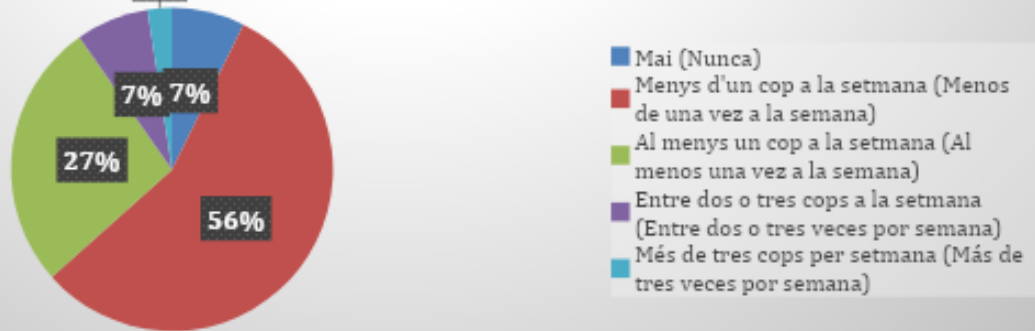 7% 7%
27%
56%
Mai (Nunca)
Menys d'un cop a la setmana (Menos
de una vez a la semana)
Al menys un cop a la setmana (Al
menos una vez a la semana)
Entre dos o tres cops a la setmana
(Entre dos o tres veces por semana)
Més de tres cops per setmana (Más de
tres veces por semana)